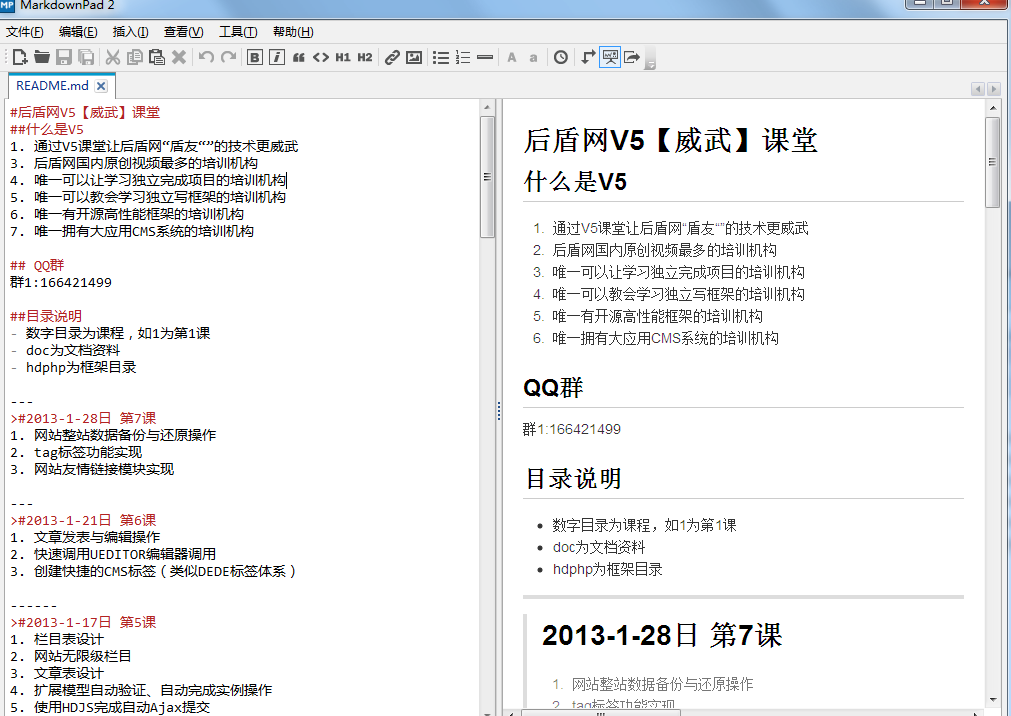 MarkdownPad 2
文件(F) 编辑(E) 插入(I) 查看(V) 工具(T) 帮助(H)
B i “ <> H1 H2 A a
README.md
#后盾网V5【威武】课堂
##什么是V5
1. 通过V5课堂让后盾网“盾友“”的技术更威武
3. 后盾网国内原创视频最多的培训机构
4. 唯一可以让学习独立完成项目的培训机构
5. 唯一可以教会学习独立写框架的培训机构
6. 唯一有开源高性能框架的培训机构
7. 唯一拥有大应用CMS系统的培训机构
## QQ群
群1:166421499
##目录说明
- 数字目录为课程，如1为第1课
- doc为文档资料
- hdphp为框架目录
---
>#2013-1-28日 第7课
1. 网站整站数据备份与还原操作
2. tag标签功能实现
3. 网站友情链接模块实现
---
>#2013-1-21日 第6课
1. 文章发表与编辑操作
2. 快速调用UEDITOR编辑器调用
3. 创建快捷的CMS标签（类似DEDE标签体系）
------
>#2013-1-17日 第5课
1. 栏目表设计
2. 网站无限级栏目
3. 文章表设计
4. 扩展模型自动验证、自动完成实例操作
5. 使用HDJS完成自动Ajax提交
后盾网V5【威武】课堂
什么是V5
1. 通过V5课堂让后盾网“盾友“”的技术更威武
2. 后盾网国内原创视频最多的培训机构
3. 唯一可以让学习独立完成项目的培训机构
4. 唯一可以教会学习独立写框架的培训机构
5. 唯一有开源高性能框架的培训机构
6. 唯一拥有大应用CMS系统的培训机构
QQ群
群1:166421499
目录说明
• 数字目录为课程，如1为第1课
• doc为文档资料
• hdphp为框架目录
2013-1-28日 第7课
1. 网站整站数据备份与还原操作
2. tag标签功能实现